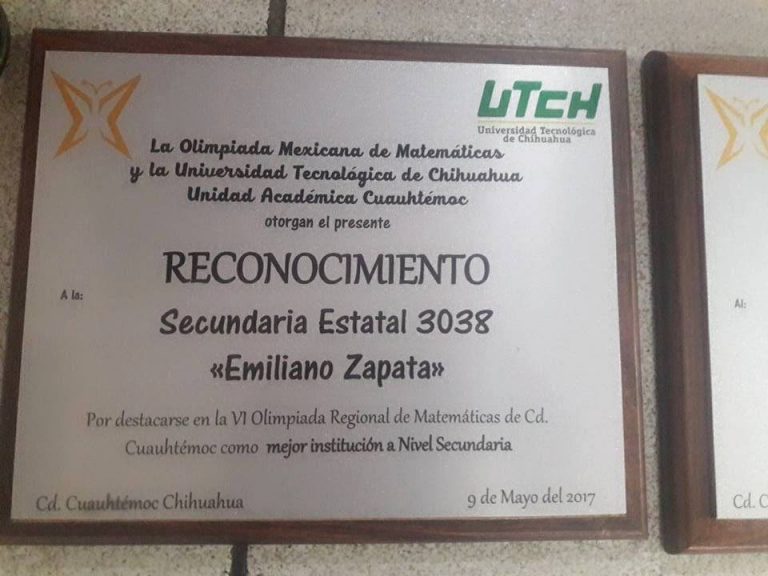 UTCH
Universidad Tecnológica
de Chihuahua
La Olimpiada Mexicana de Matemáticas
y la Universidad Tecnológica de Chihuahua
Unidad Académica Cuauhtémoc
otorgan el presente
RECONOCIMIENTO
A la:
Secundaria Estatal 3038
«Emiliano Zapata»
Por destacarse en la VI Olimpiada Regional de Matemáticas de Cd.
Cuauhtémoc como mejor institución a Nivel Secundaria
Cd. Cuauhtémoc Chihuahua
9 de Mayo del 2017
Al:
Cd. C